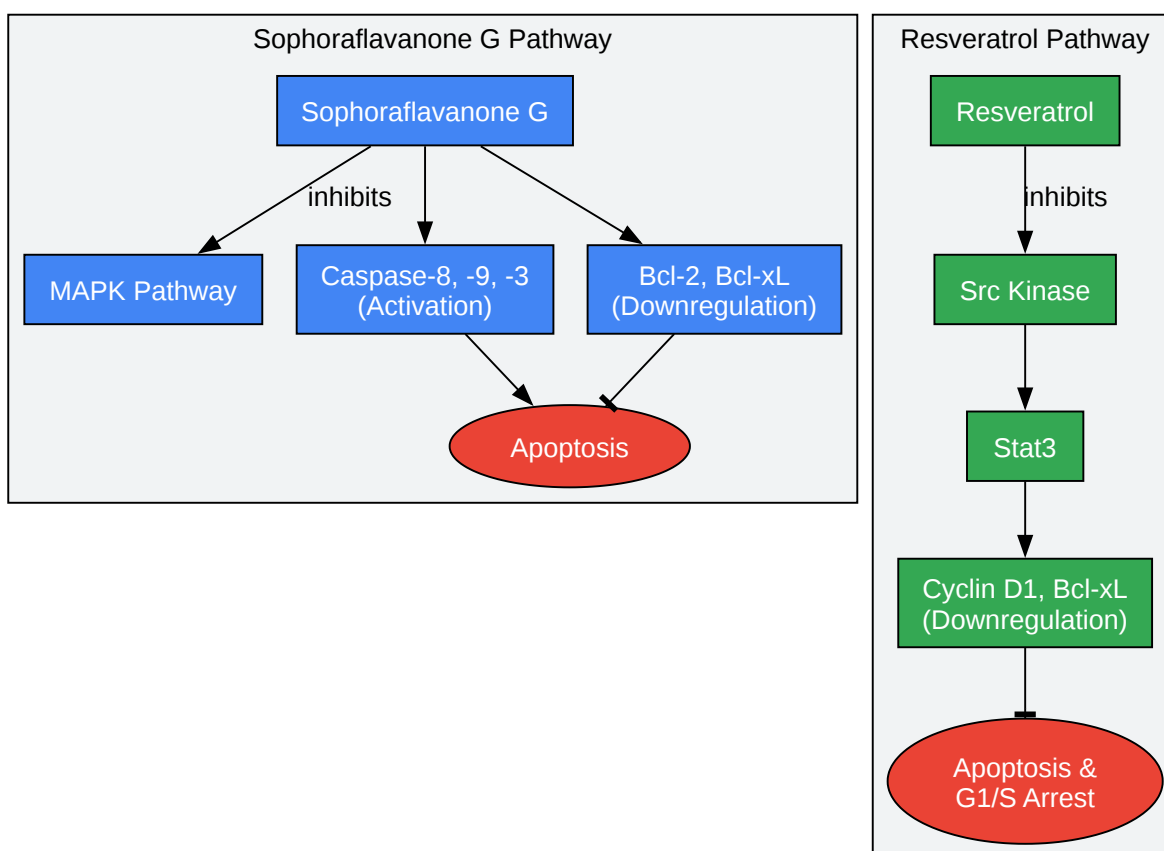 Sophoraflavanone G Pathway
Sophoraflavanone G
inhibits
MAPK Pathway
Caspase-8, -9, -3
(Activation)
Bcl-2, Bcl-xL
(Downregulation)
Apoptosis
Resveratrol Pathway
Resveratrol
inhibits
Src Kinase
Stat3
Cyclin D1, Bcl-xL
(Downregulation)
Apoptosis &
G1/S Arrest